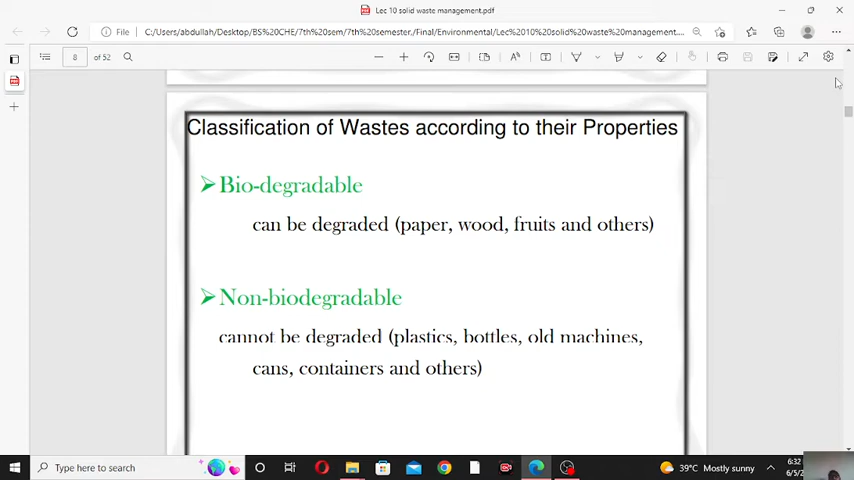 Lec 10 solid waste management.pdf
File
C:/Users/abdullah/Desktop/BS%20CHE/7th%20sem/7th%20semester,/Final/Environmental/Lec%2010%20solid%20waste%20management....
8 of 52
Classification of Wastes according to their Properties
Bio-degradable
can be degraded (paper, wood, fruits and others)
Non-biodegradable
cannot be degraded (plastics, bottles, old machines,
cans, containers and others)
Type here to search
39°C Mostly sunny
6:32
6/5/